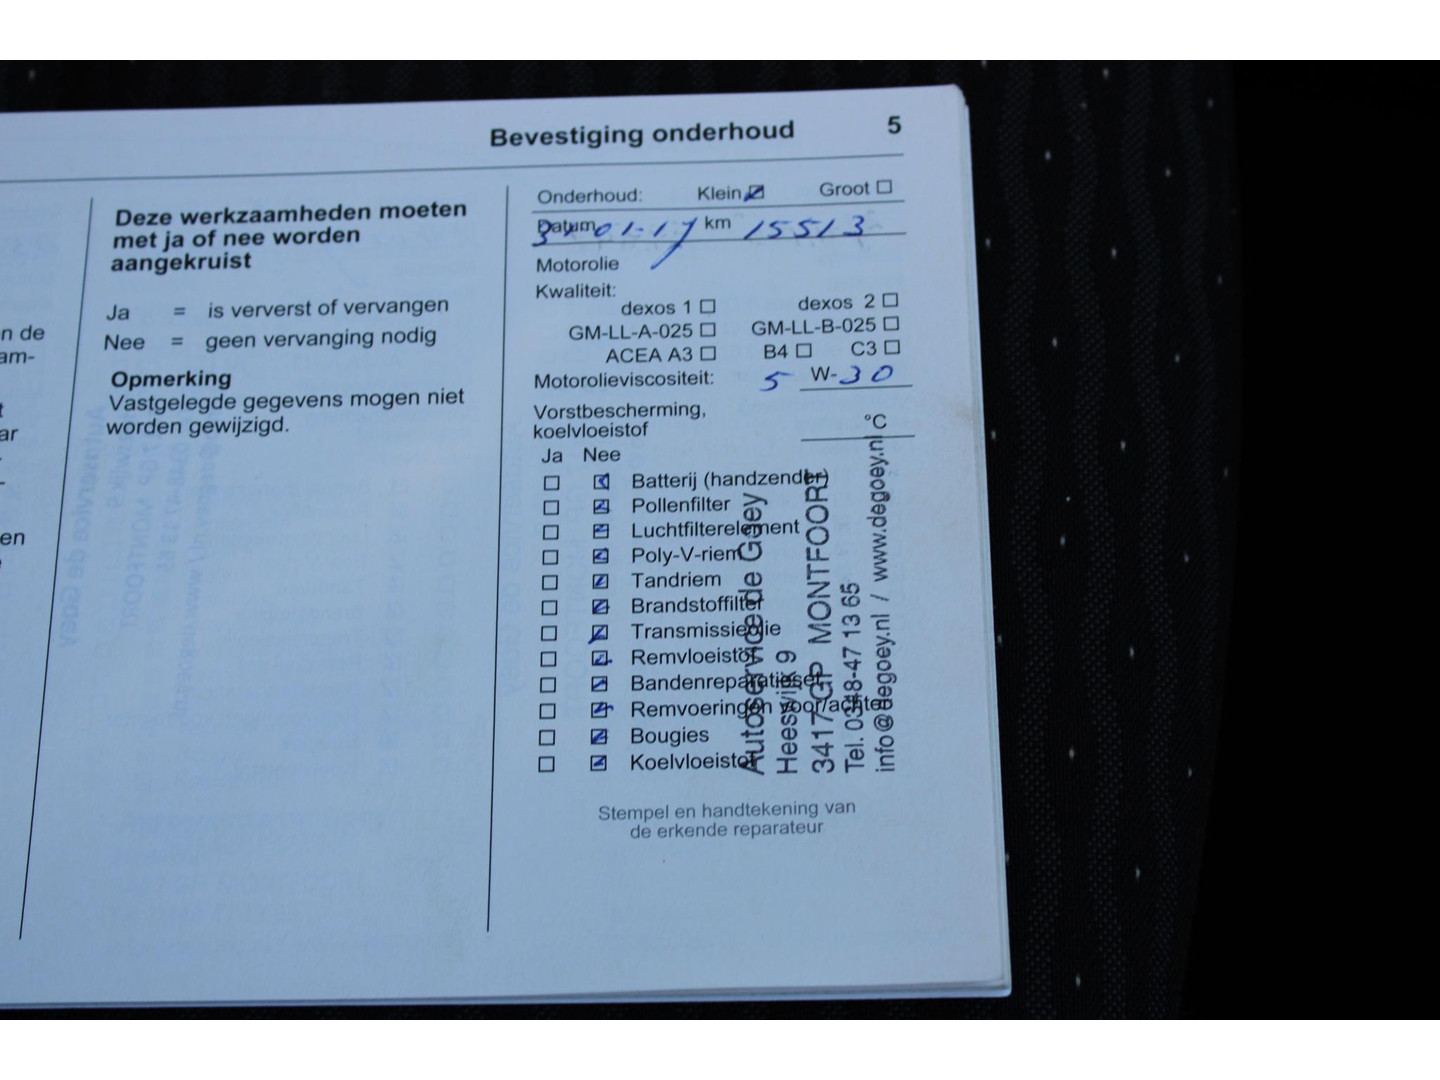 Bevestiging onderhoud 5
n de
am-
t
ar
en
Deze werkzaamheden moeten
met ja of nee worden
aangekruist
Ja = is ververst of vervangen
Nee = geen vervanging nodig
Opmerking
Vastgelegde gegevens mogen niet
worden gewijzigd.
Onderhoud: Klein Groot
Datum 31-01-17 km 15513
Motorolie
Kwaliteit:
dexos 1 dexos 2
GM-LL-A-025 GM-LL-B-025
ACEA A3 B4 C3
Motorolieviscositeit: 5 W-30
Vorstbescherming,
koelvloeistof °C
Ja Nee
Batterij (handzender)
Pollenfilter
Luchtfilterelement
Poly-V-riem
Tandriem
Brandstoffilter
Transmissieolie
Remvloeistof
Bandenreparatieset
Remvoeringen voor/achter
Bougies
Koelvloeistof
Autoservice de Goey
Heeswijk 9
3417 GP MONTFOORT
Tel. 0348-47 13 65
info@degoey.nl / www.degoey.nl
Stempel en handtekening van
de erkende reparateur